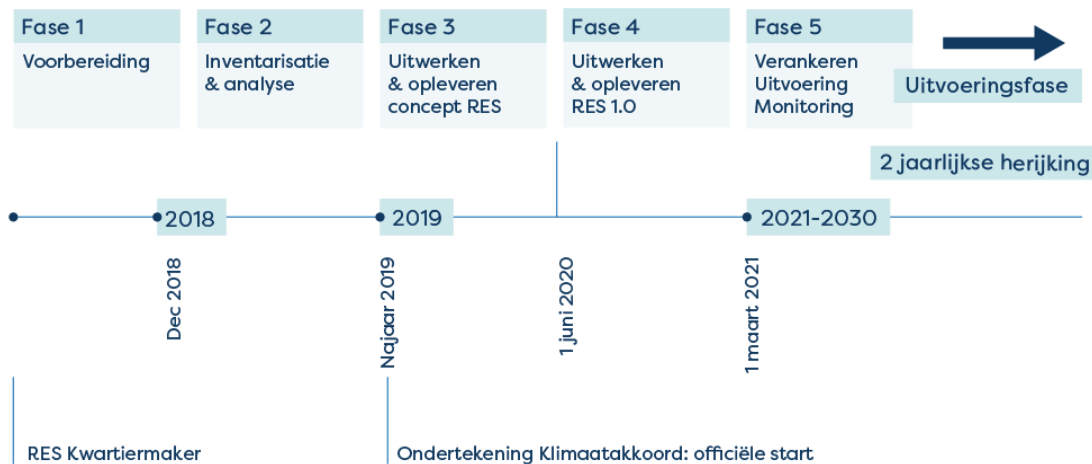 Fase 1
Voorbereiding
Fase 2
Inventarisatie
& analyse
Fase 3
Uitwerken
& opleveren
concept RES
Fase 4
Uitwerken
& opleveren
RES 1.0
Fase 5
Verankeren
Uitvoering
Monitoring
Uitvoeringsfase
2 jaarlijkse herijking
2018
2019
2021-2030
Dec 2018
Najaar 2019
1 juni 2020
1 maart 2021
RES Kwartiermaker
Ondertekening Klimaatakkoord: officiële start